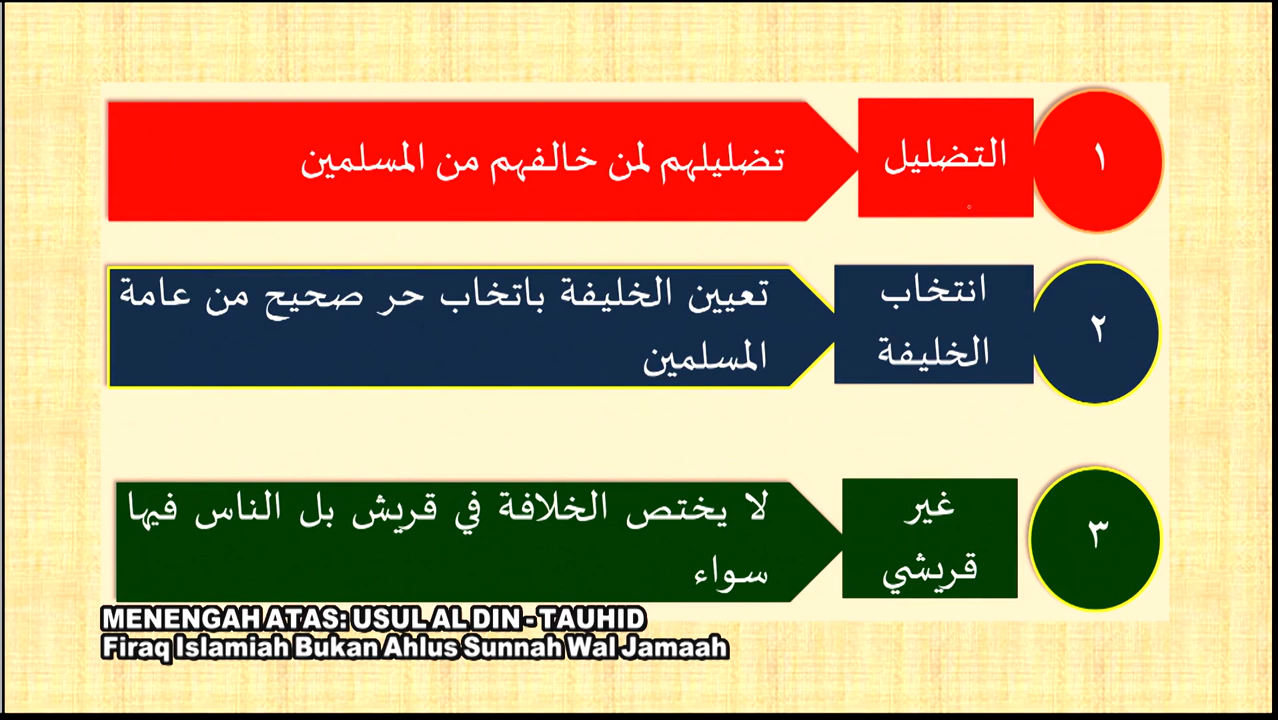 ١
التضليل
تضليلهم لمن خالفهم من المسلمين
٢
انتخاب
الخليفة
تعيين الخليفة باتخاب حر صحيح من عامة
المسلمين
٣
غير
قريشي
لا يختص الخلافة في قريش بل الناس فيها
سواء
MENENGAH ATAS: USUL AL DIN - TAUHID
Firaq Islamiah Bukan Ahlus Sunnah Wal Jamaah